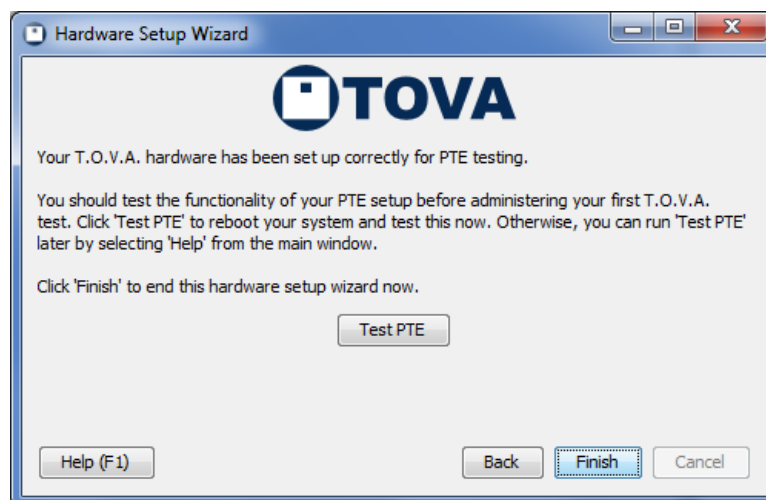 Hardware Setup Wizard
TOVA
Your T.O.V.A. hardware has been set up correctly for PTE testing.
You should test the functionality of your PTE setup before administering your first T.O.V.A.
test. Click 'Test PTE' to reboot your system and test this now. Otherwise, you can run 'Test PTE'
later by selecting 'Help' from the main window.
Click 'Finish' to end this hardware setup wizard now.
Test PTE
Help (F1)
Back
Finish
Cancel